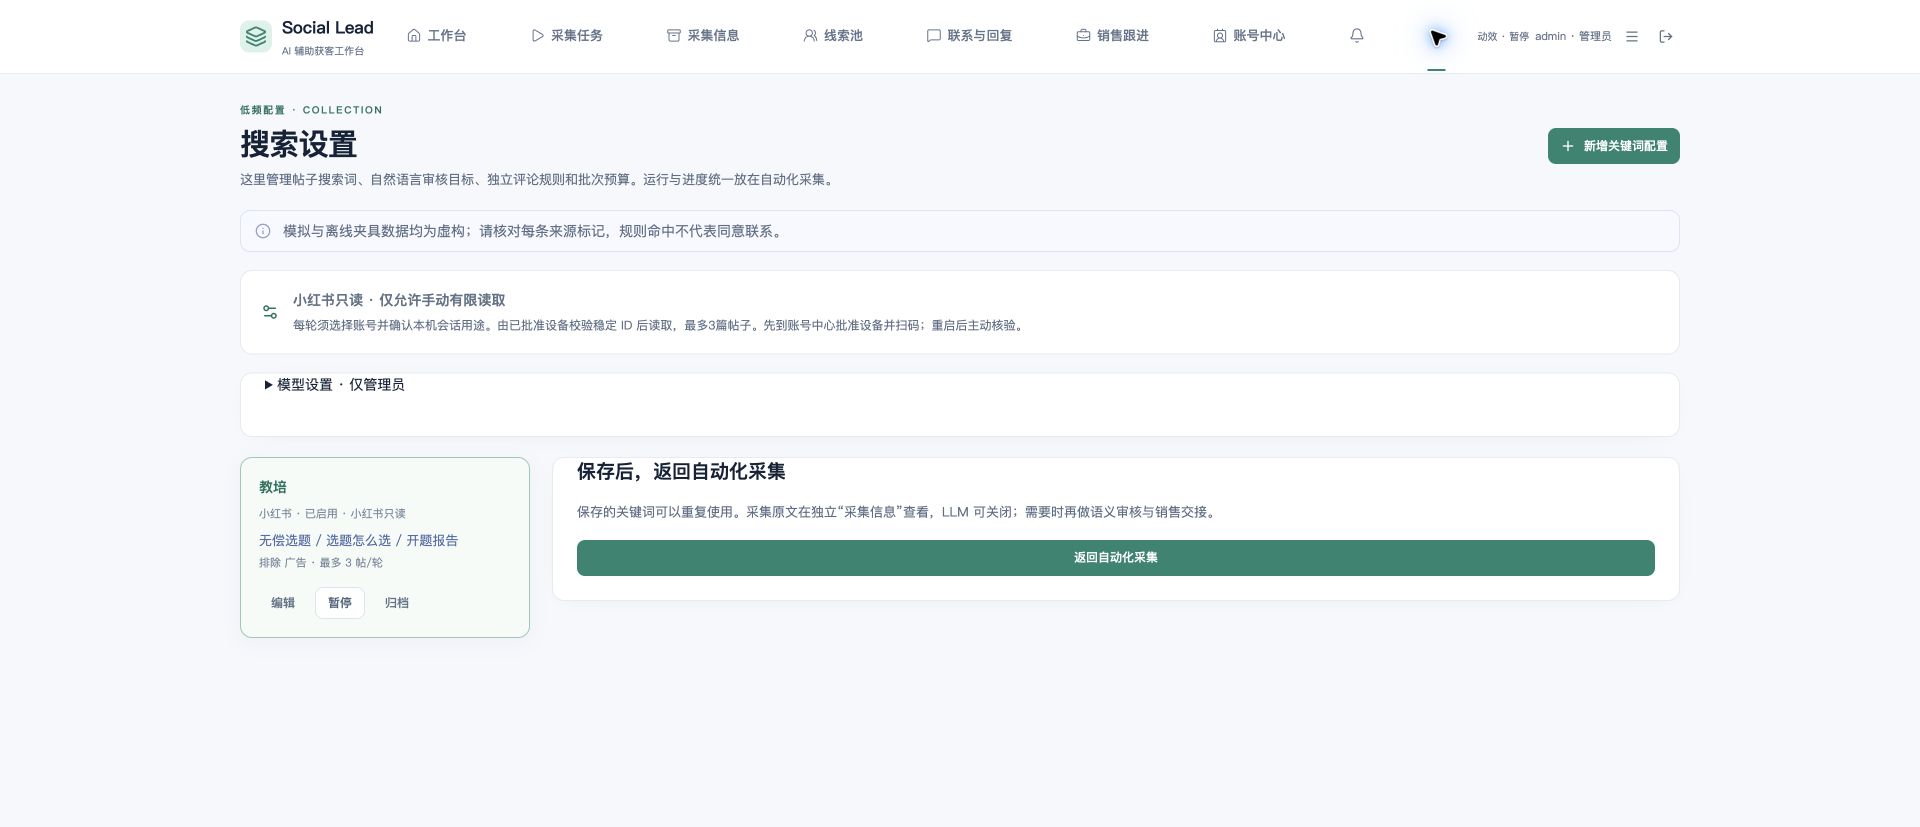 Social Lead
AI 辅助获客工作台
工作台
采集任务
采集信息
线索池
联系与回复
销售跟进
账号中心
动效 · 暂停
admin · 管理员
低频配置 · COLLECTION
搜索设置
新增关键词配置
这里管理帖子搜索词、自然语言审核目标、独立评论规则和批次预算。运行与进度统一放在自动化采集。
模拟与离线夹具数据均为虚构；请核对每条来源标记，规则命中不代表同意联系。
小红书只读 · 仅允许手动有限读取
每轮须选择账号并确认本机会话用途。由已批准设备校验稳定 ID 后读取，最多3篇帖子。先到账号中心批准设备并扫码；重启后主动核验。
模型设置 · 仅管理员
教培
小红书 · 已启用 · 小红书只读
无偿选题 / 选题怎么选 / 开题报告
排除 广告 · 最多 3 帖/轮
编辑
暂停
归档
保存后，返回自动化采集
保存的关键词可以重复使用。采集原文在独立“采集信息”查看，LLM 可关闭；需要时再做语义审核与销售交接。
返回自动化采集